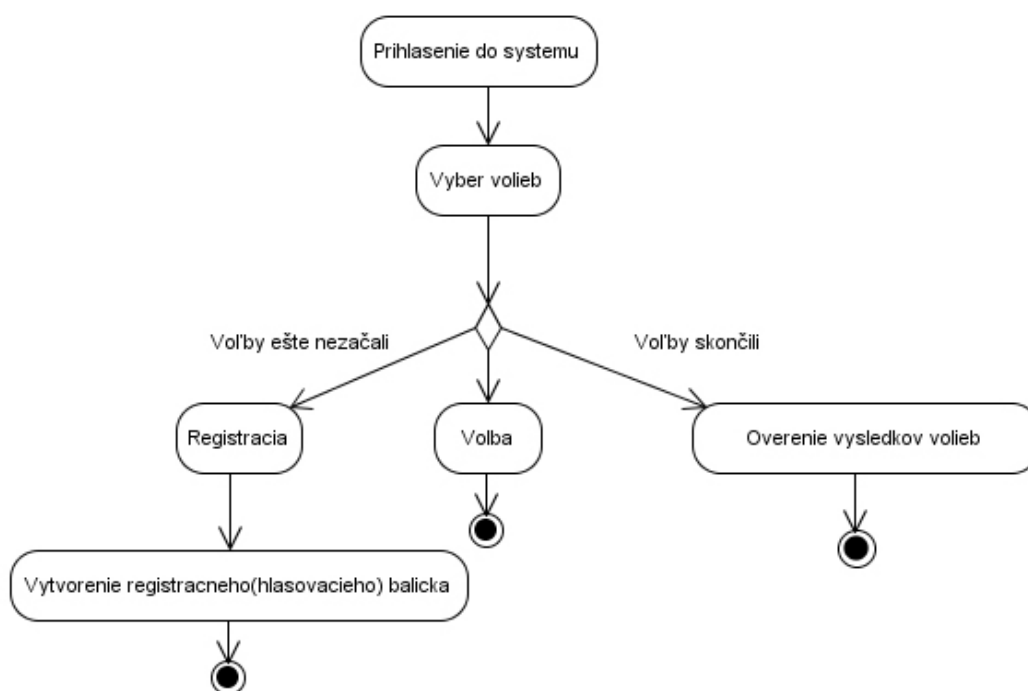 Prihlasenie do systemu
Vyber volieb
Voľby ešte nezačali
Voľby skončili
Registracia
Volba
Overenie vysledkov volieb
Vytvorenie registracneho(hlasovacieho) balicka